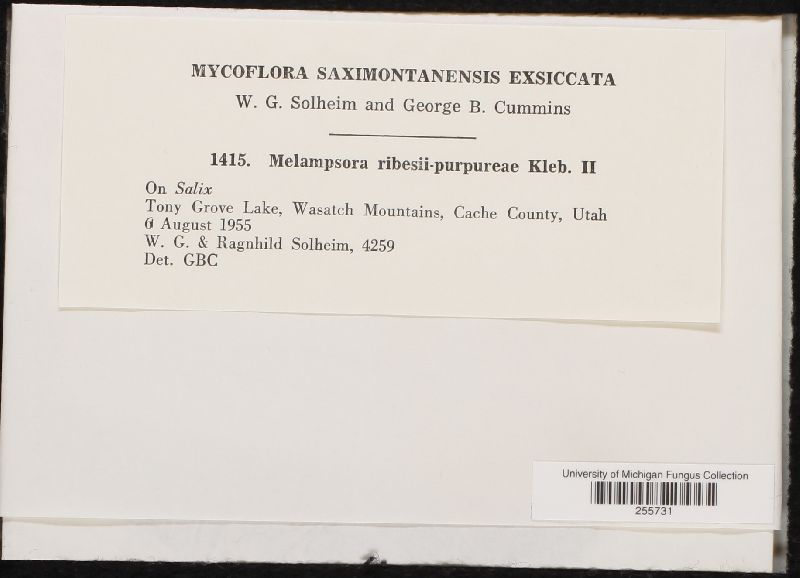 MYCOFLORA SAXIMONTANENSIS EXSICCATA
W. G. Solheim and George B. Cummins
1415. Melampsora ribesii-purpureae Kleb. II
On Salix
Tony Grove Lake, Wasatch Mountains, Cache County, Utah
6 August 1955
W. G. & Ragnhild Solheim, 4259
Det. GBC
University of Michigan Fungus Collection
255731